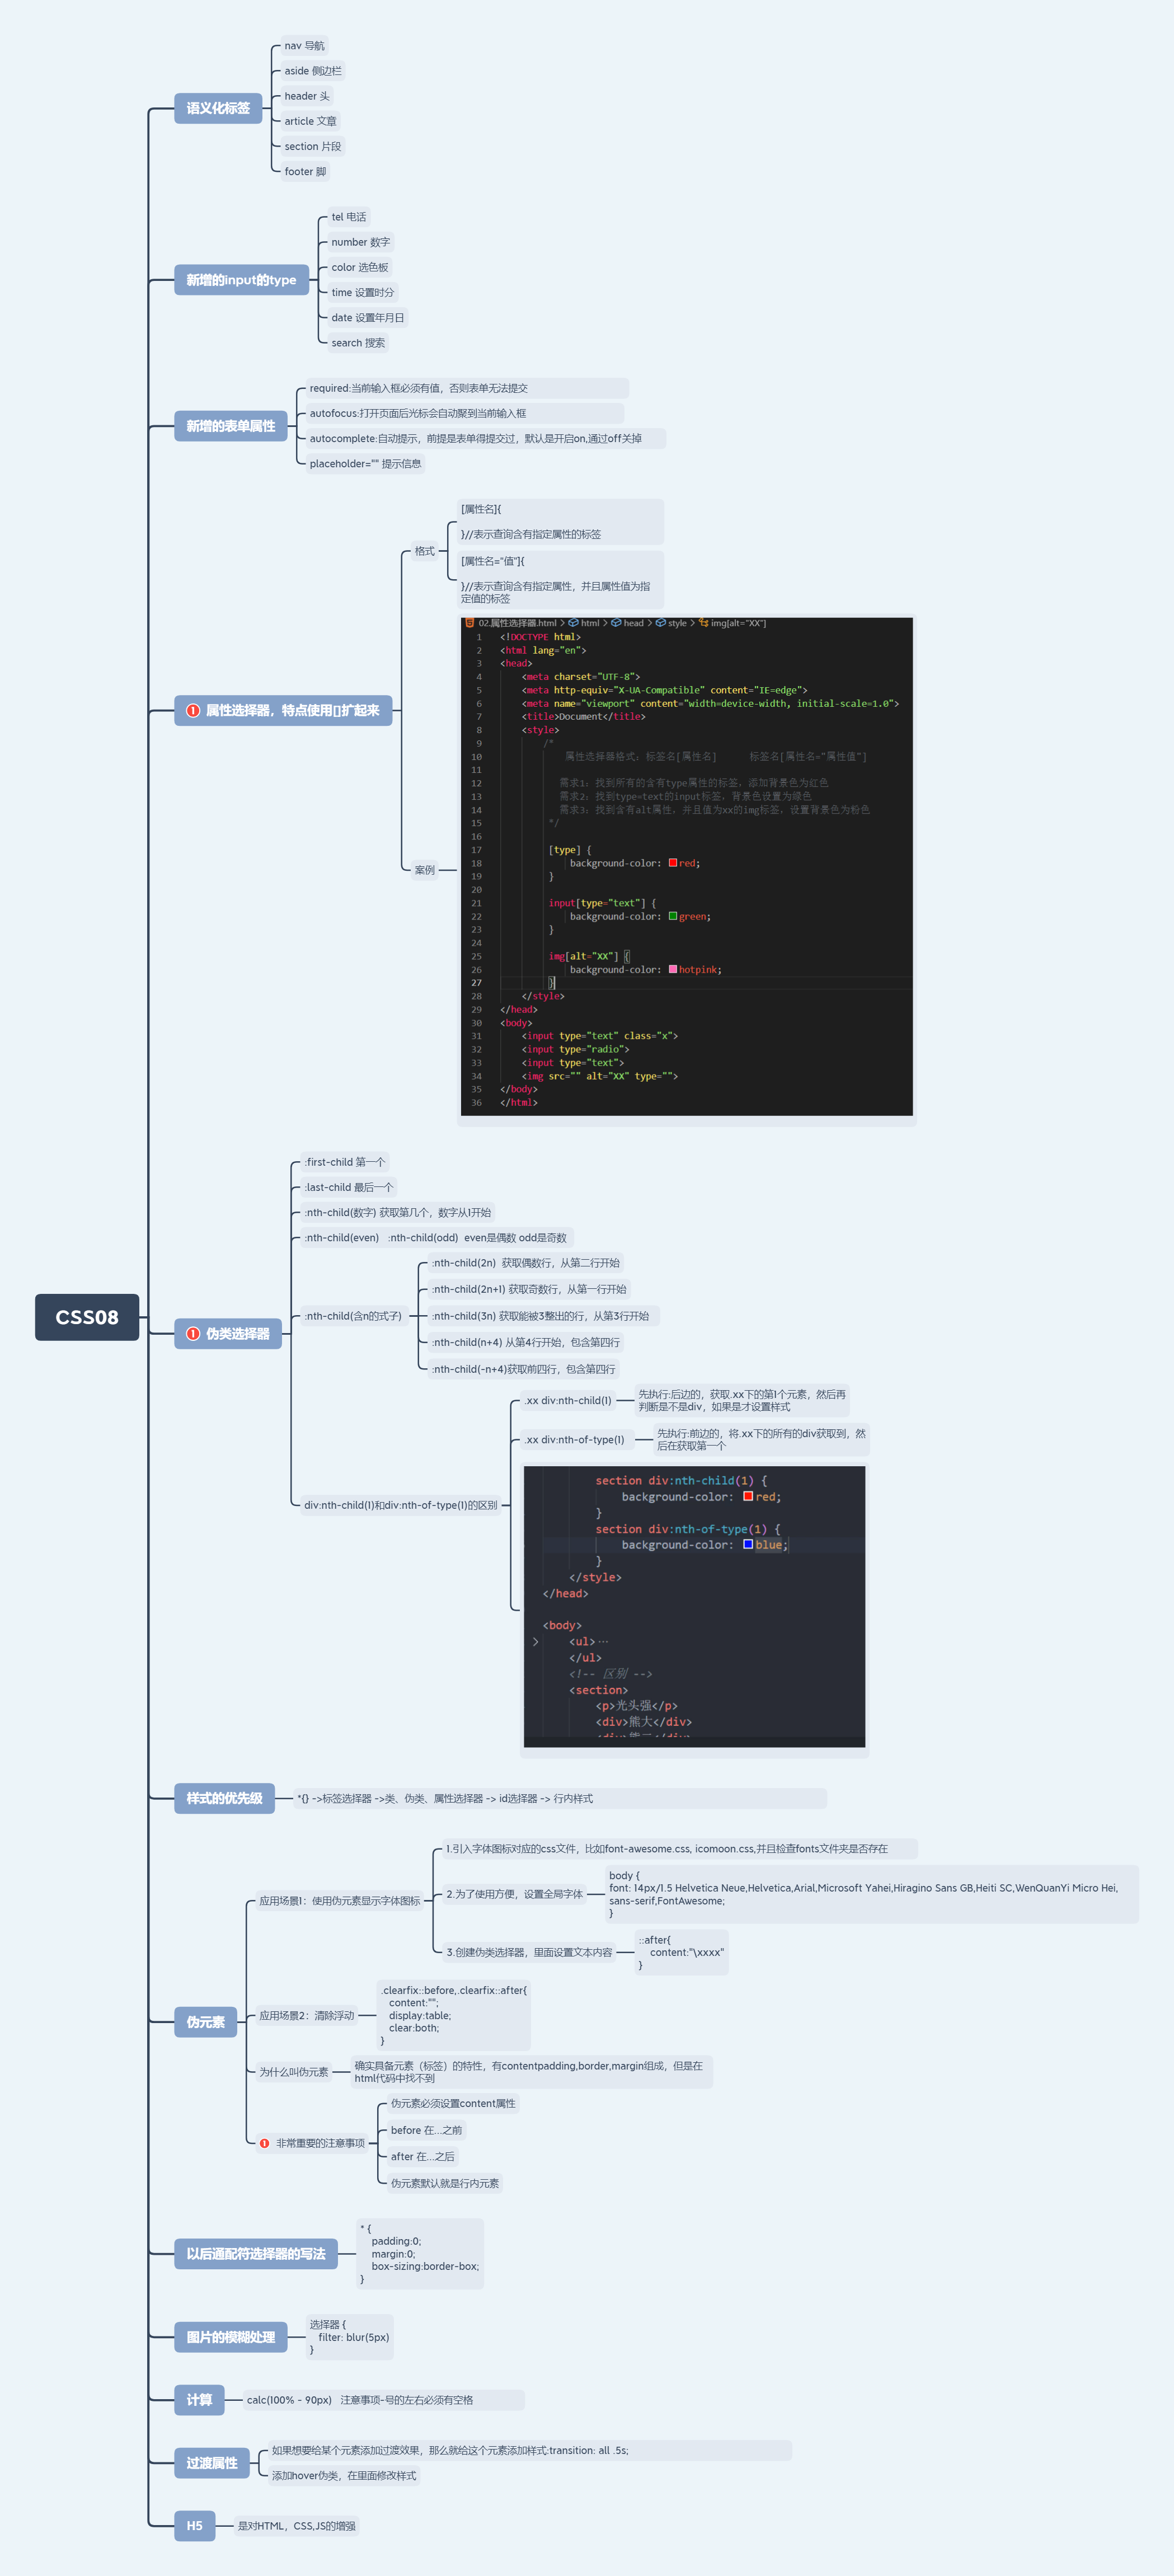 CSS08
语义化标签
nav 导航
aside 侧边栏
header 头
article 文章
section 片段
footer 脚
新增的input的type
tel 电话
number 数字
color 选色板
time 设置时分
date 设置年月日
search 搜索
新增的表单属性
required:当前输入框必须有值，否则表单无法提交
autofocus:打开页面后光标会自动聚到当前输入框
autocomplete:自动提示，前提是表单得提交过，默认是开启on,通过off关掉
placeholder="" 提示信息
属性选择器，特点使用[]扩起来
格式
[属性名]{
}//表示查询含有指定属性的标签
[属性名="值"]{
}//表示查询含有指定属性，并且属性值为指
定值的标签
案例
02.属性选择器.html > html > head > style > img[alt="XX"]
1 <!DOCTYPE html>
2 <html lang="en">
3 <head>
4 <meta charset="UTF-8">
5 <meta http-equiv="X-UA-Compatible" content="IE=edge">
6 <meta name="viewport" content="width=device-width, initial-scale=1.0">
7 <title>Document</title>
8 <style>
9 /*
10 属性选择器格式：标签名[属性名] 标签名[属性名="属性值"]
11
12 需求1：找到所有的含有type属性的标签，添加背景色为红色
13 需求2：找到type=text的input标签，背景色设置为绿色
14 需求3：找到含有alt属性，并且值为xx的img标签，设置背景色为粉色
15 */
16
17 [type] {
18 background-color: red;
19 }
20
21 input[type="text"] {
22 background-color: green;
23 }
24
25 img[alt="XX"] {
26 background-color: hotpink;
27 }
28 </style>
29 </head>
30 <body>
31 <input type="text" class="x">
32 <input type="radio">
33 <input type="text">
34 <img src="" alt="XX" type="">
35 </body>
36 </html>
伪类选择器
:first-child 第一个
:last-child 最后一个
:nth-child(数字) 获取第几个，数字从1开始
:nth-child(even) :nth-child(odd) even是偶数 odd是奇数
:nth-child(含n的式子)
:nth-child(2n) 获取偶数行，从第二行开始
:nth-child(2n+1) 获取奇数行，从第一行开始
:nth-child(3n) 获取能被3整出的行，从第3行开始
:nth-child(n+4) 从第4行开始，包含第四行
:nth-child(-n+4)获取前四行，包含第四行
div:nth-child(1)和div:nth-of-type(1)的区别
.xx div:nth-child(1)
先执行:后边的，获取.xx下的第1个元素，然后再
判断是不是div，如果是才设置样式
.xx div:nth-of-type(1)
先执行:前边的，将.xx下的所有的div获取到，然
后在获取第一个
section div:nth-child(1) {
background-color: red;
}
section div:nth-of-type(1) {
background-color: blue;
}
</style>
</head>
<body>
<ul>…
</ul>
<!-- 区别 -->
<section>
<p>光头强</p>
<div>熊大</div>
样式的优先级
*{} ->标签选择器 ->类、伪类、属性选择器 -> id选择器 -> 行内样式
伪元素
应用场景1：使用伪元素显示字体图标
1.引入字体图标对应的css文件，比如font-awesome.css, icomoon.css,并且检查fonts文件夹是否存在
2.为了使用方便，设置全局字体
body {
font: 14px/1.5 Helvetica Neue,Helvetica,Arial,Microsoft Yahei,Hiragino Sans GB,Heiti SC,WenQuanYi Micro Hei,
sans-serif,FontAwesome;
}
3.创建伪类选择器，里面设置文本内容
::after{
content:"\xxxx"
}
应用场景2：清除浮动
.clearfix::before,.clearfix::after{
content:"";
display:table;
clear:both;
}
为什么叫伪元素
确实具备元素（标签）的特性，有contentpadding,border,margin组成，但是在
html代码中找不到
非常重要的注意事项
伪元素必须设置content属性
before 在...之前
after 在...之后
伪元素默认就是行内元素
以后通配符选择器的写法
* {
padding:0;
margin:0;
box-sizing:border-box;
}
图片的模糊处理
选择器 {
filter: blur(5px)
}
计算
calc(100% - 90px) 注意事项-号的左右必须有空格
过渡属性
如果想要给某个元素添加过渡效果，那么就给这个元素添加样式:transition: all .5s;
添加hover伪类，在里面修改样式
H5
是对HTML，CSS,JS的增强